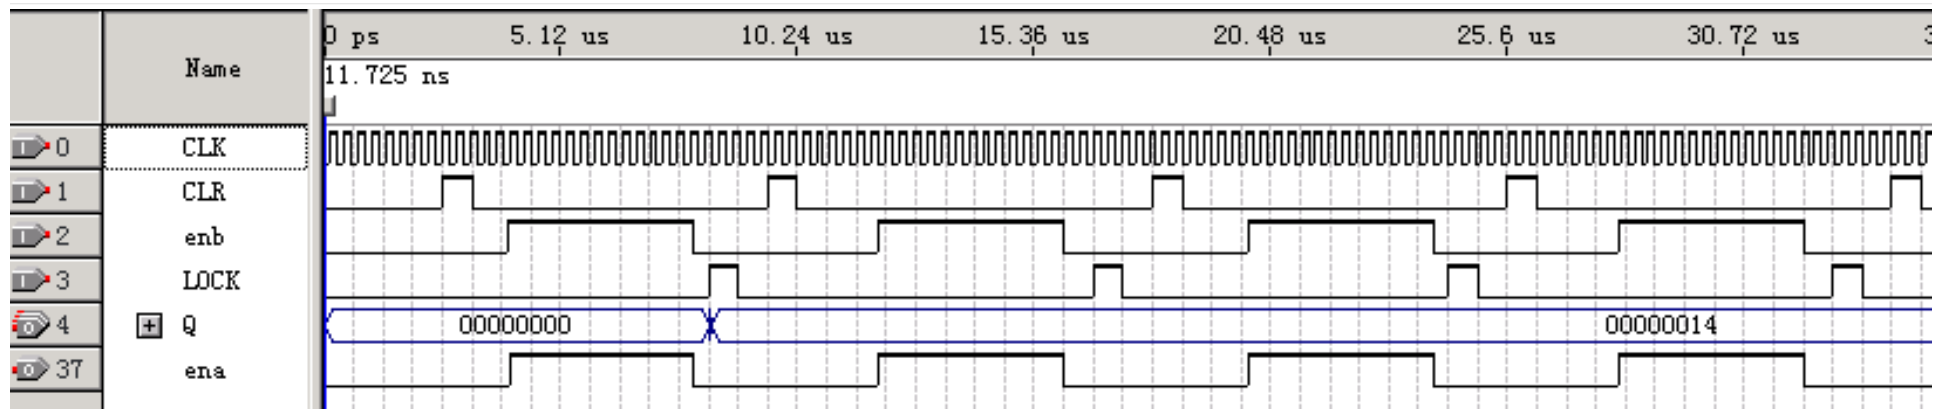 Name
0 ps 5.12 us 10.24 us 15.36 us 20.48 us 25.6 us 30.72 us
11.725 ns
0 CLK
1 CLR
2 enb
3 LOCK
4 + Q 00000000 00000014
37 ena